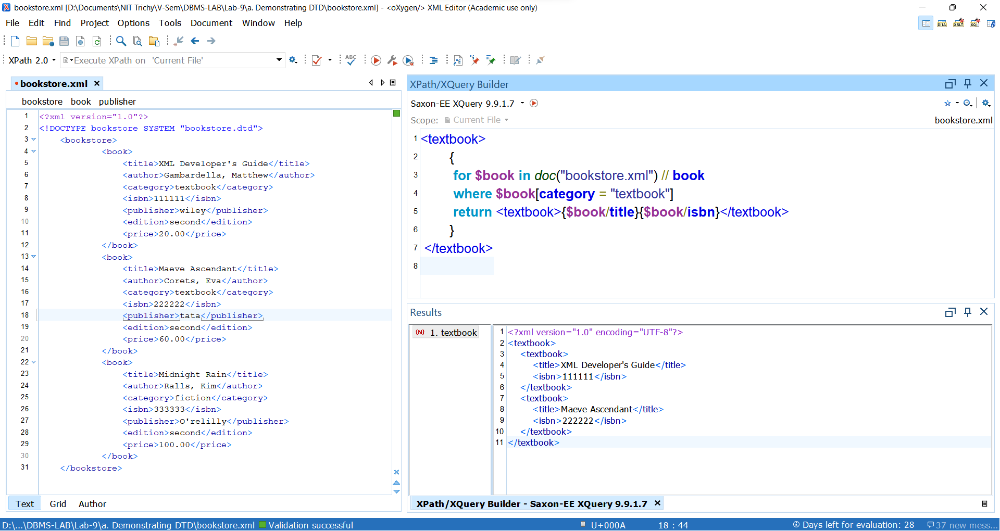 bookstore.xml [D:\Documents\NIT Trichy\V-Sem\DBMS-LAB\Lab-9\a. Demonstrating DTD\bookstore.xml] - <oXygen/> XML Editor (Academic use only)
File Edit Find Project Options Tools Document Window Help
DITA XSLT XQ
XPath 2.0 Execute XPath on 'Current File' ABC
bookstore.xml
bookstore book publisher
1 <?xml version="1.0"?>
2 <!DOCTYPE bookstore SYSTEM "bookstore.dtd">
3 <bookstore>
4 <book>
5 <title>XML Developer's Guide</title>
6 <author>Gambardella, Matthew</author>
7 <category>textbook</category>
8 <isbn>111111</isbn>
9 <publisher>wiley</publisher>
10 <edition>second</edition>
11 <price>20.00</price>
12 </book>
13 <book>
14 <title>Maeve Ascendant</title>
15 <author>Corets, Eva</author>
16 <category>textbook</category>
17 <isbn>222222</isbn>
18 <publisher>tata</publisher>
19 <edition>second</edition>
20 <price>60.00</price>
21 </book>
22 <book>
23 <title>Midnight Rain</title>
24 <author>Ralls, Kim</author>
25 <category>fiction</category>
26 <isbn>333333</isbn>
27 <publisher>O'relilly</publisher>
28 <edition>second</edition>
29 <price>100.00</price>
30 </book>
31 </bookstore>
Text Grid Author
XPath/XQuery Builder
Saxon-EE XQuery 9.9.1.7
Scope: Current File bookstore.xml
1 <textbook>
2 {
3 for $book in doc("bookstore.xml") // book
4 where $book[category = "textbook"]
5 return <textbook>{$book/title}{$book/isbn}</textbook>
6 }
7 </textbook>
8
Results
{N} 1. textbook
1 <?xml version="1.0" encoding="UTF-8"?>
2 <textbook>
3 <textbook>
4 <title>XML Developer's Guide</title>
5 <isbn>111111</isbn>
6 </textbook>
7 <textbook>
8 <title>Maeve Ascendant</title>
9 <isbn>222222</isbn>
10 </textbook>
11 </textbook>
XPath/XQuery Builder - Saxon-EE XQuery 9.9.1.7
D:\...\DBMS-LAB\Lab-9\a. Demonstrating DTD\bookstore.xml Validation successful U+000A 18 : 44 Days left for evaluation: 28 37 new mess...